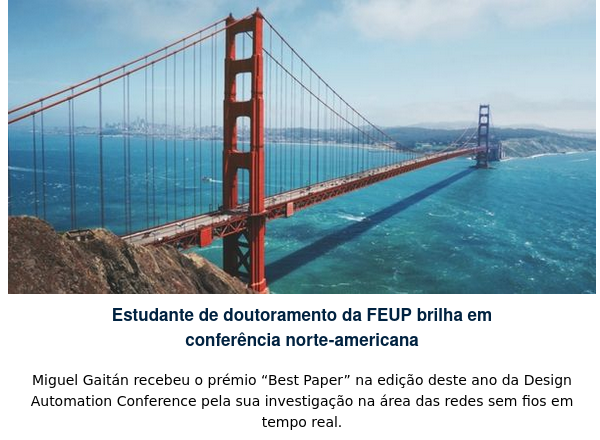 Estudante de doutoramento da FEUP brilha em
conferência norte-americana
Miguel Gaitán recebeu o prémio “Best Paper” na edição deste ano da Design
Automation Conference pela sua investigação na área das redes sem fios em
tempo real.